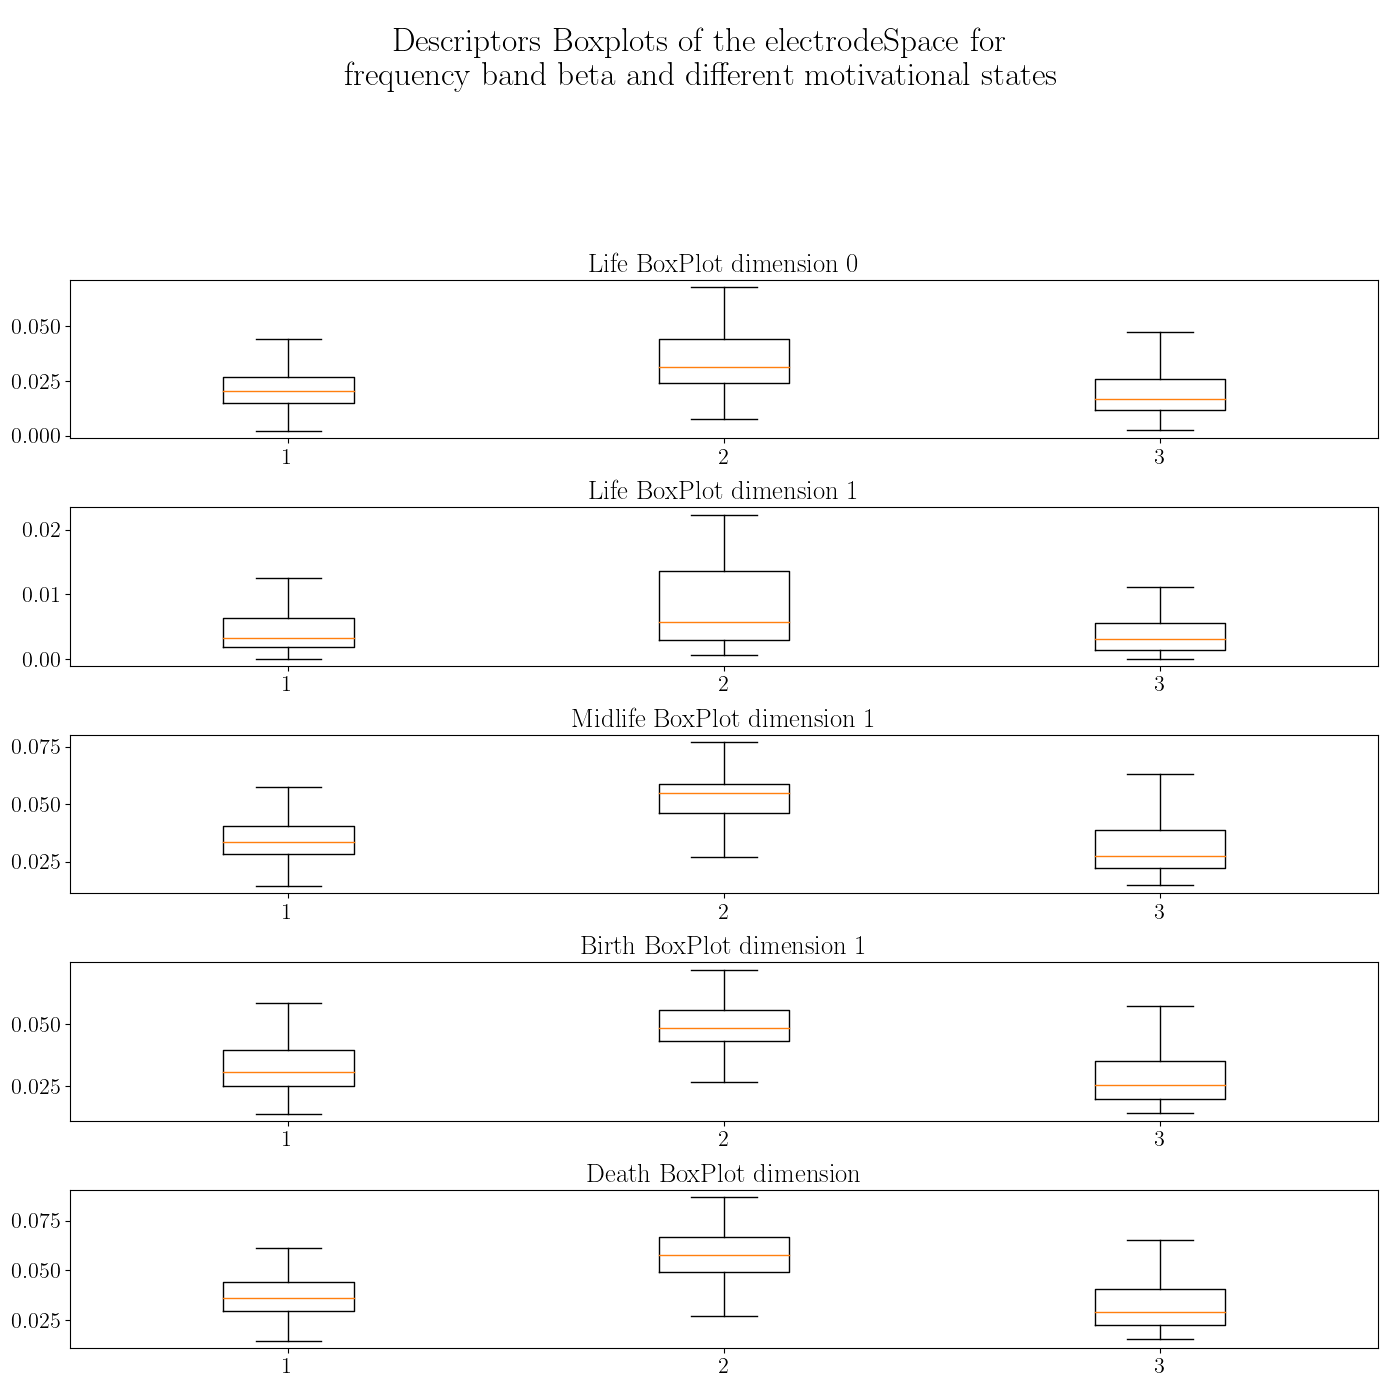 Descriptors Boxplots of the electrodeSpace for
frequency band beta and different motivational states
Life BoxPlot dimension 0
0.050
0.025
0.000
1 2 3
Life BoxPlot dimension 1
0.02
0.01
0.00
1 2 3
Midlife BoxPlot dimension 1
0.075
0.050
0.025
1 2 3
Birth BoxPlot dimension 1
0.050
0.025
1 2 3
Death BoxPlot dimension
0.075
0.050
0.025
1 2 3